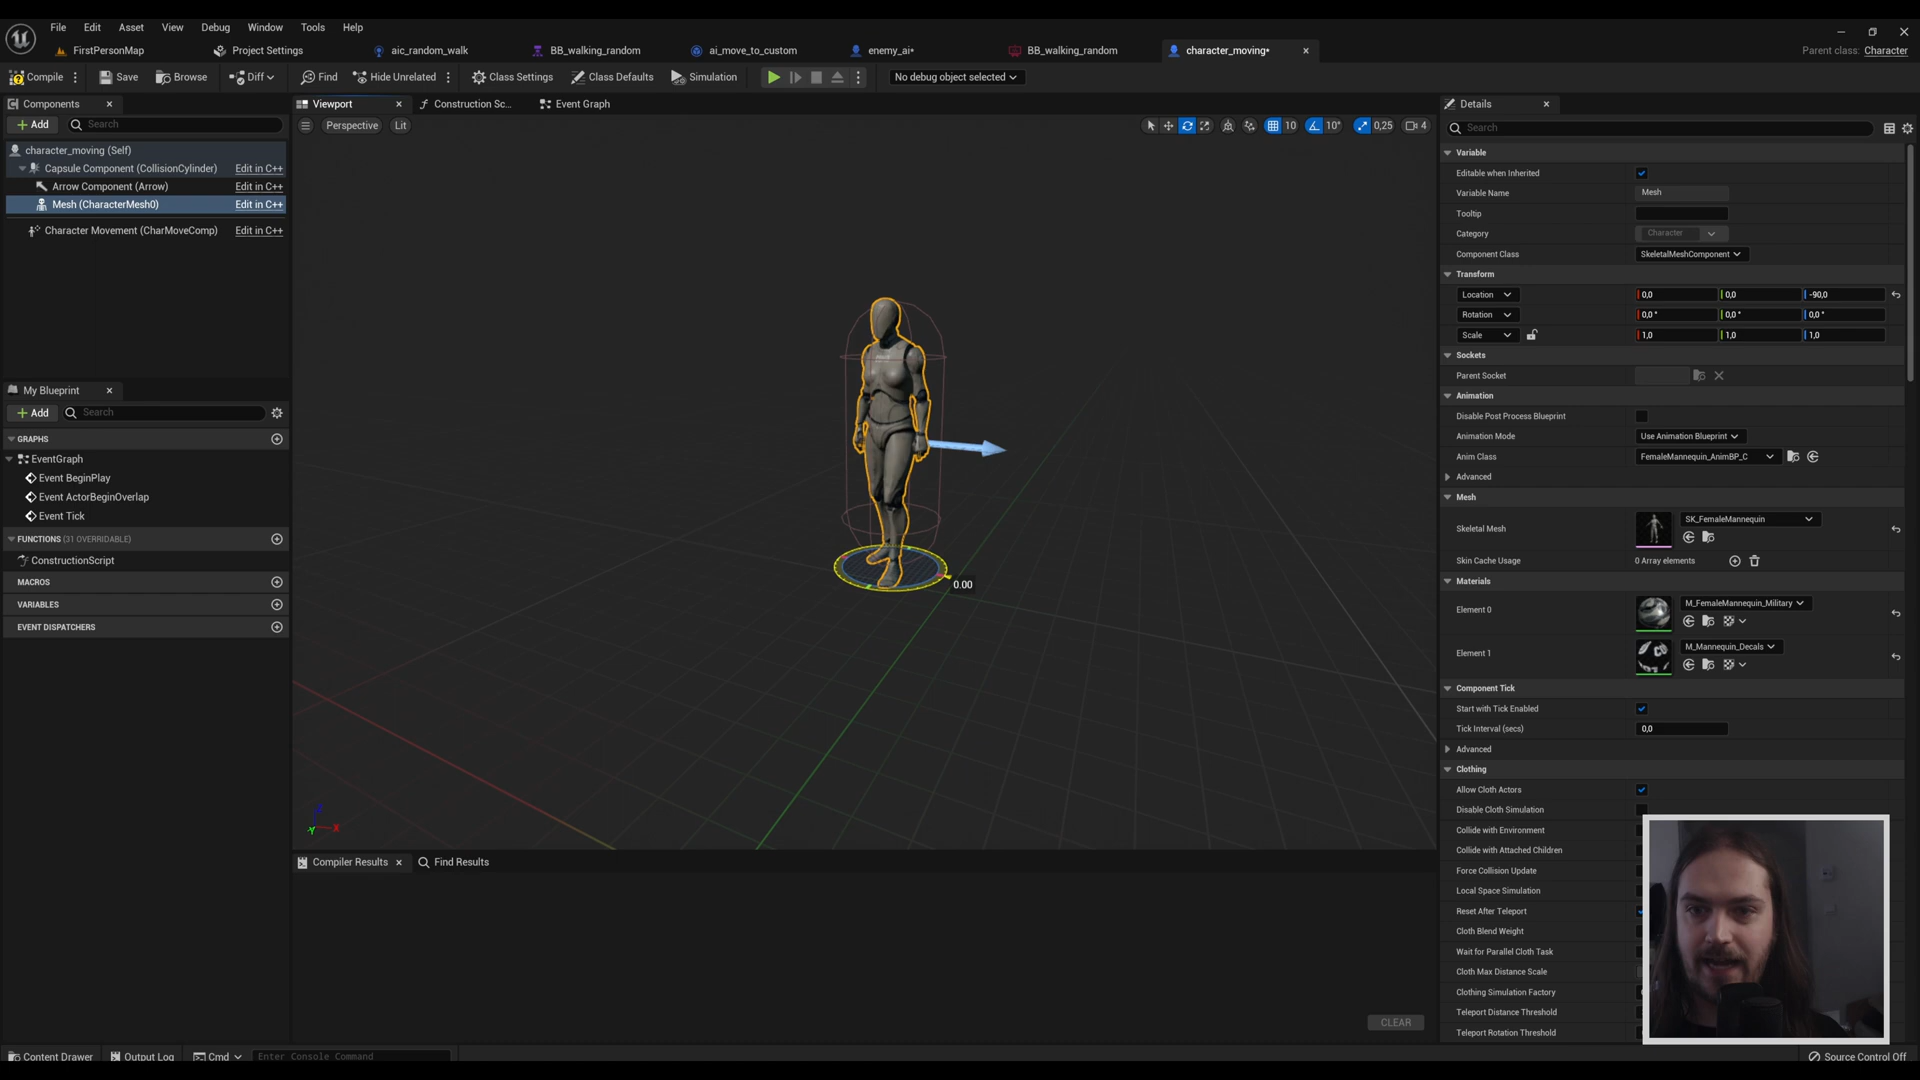 File Edit Asset View Debug Window Tools Help
FirstPersonMap Project Settings aic_random_walk BB_walking_random ai_move_to_custom enemy_ai* BB_walking_random character_moving* Parent class: Character
Compile Save Browse Diff Find Hide Unrelated Class Settings Class Defaults Simulation No debug object selected
Components
Add Search
character_moving (Self)
Capsule Component (CollisionCylinder) Edit in C++
Arrow Component (Arrow) Edit in C++
Mesh (CharacterMesh0) Edit in C++
Character Movement (CharMoveComp) Edit in C++
My Blueprint
Add Search
GRAPHS
EventGraph
Event BeginPlay
Event ActorBeginOverlap
Event Tick
FUNCTIONS (31 OVERRIDABLE)
ConstructionScript
MACROS
VARIABLES
EVENT DISPATCHERS
Viewport Construction Sc... Event Graph
Perspective Lit 10 10° 0,25 4
0.00
Z
Y X
Compiler Results Find Results
CLEAR
Details
Search
Variable
Editable when Inherited
Variable Name Mesh
Tooltip
Category Character
Component Class SkeletalMeshComponent
Transform
Location 0,0 0,0 -90,0
Rotation 0,0 ° 0,0 ° 0,0 °
Scale 1,0 1,0 1,0
Sockets
Parent Socket
Animation
Disable Post Process Blueprint
Animation Mode Use Animation Blueprint
Anim Class FemaleMannequin_AnimBP_C
Advanced
Mesh
Skeletal Mesh SK_FemaleMannequin
Skin Cache Usage 0 Array elements
Materials
Element 0 M_FemaleMannequin_Military
Element 1 M_Mannequin_Decals
Component Tick
Start with Tick Enabled
Tick Interval (secs) 0,0
Advanced
Clothing
Allow Cloth Actors
Disable Cloth Simulation
Collide with Environment
Collide with Attached Children
Force Collision Update
Local Space Simulation
Reset After Teleport
Cloth Blend Weight
Wait for Parallel Cloth Task
Cloth Max Distance Scale
Clothing Simulation Factory
Teleport Distance Threshold
Teleport Rotation Threshold
Content Drawer Output Log Cmd Enter Console Command Source Control Off